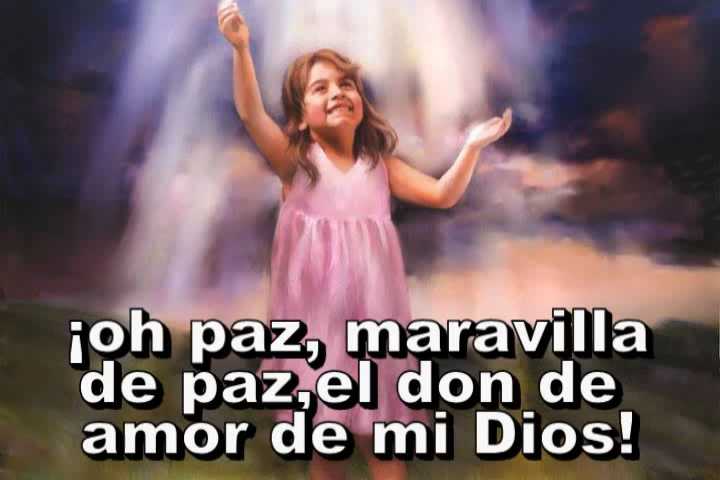 ¡oh paz, maravilla
de paz,el don de
amor de mi Dios!